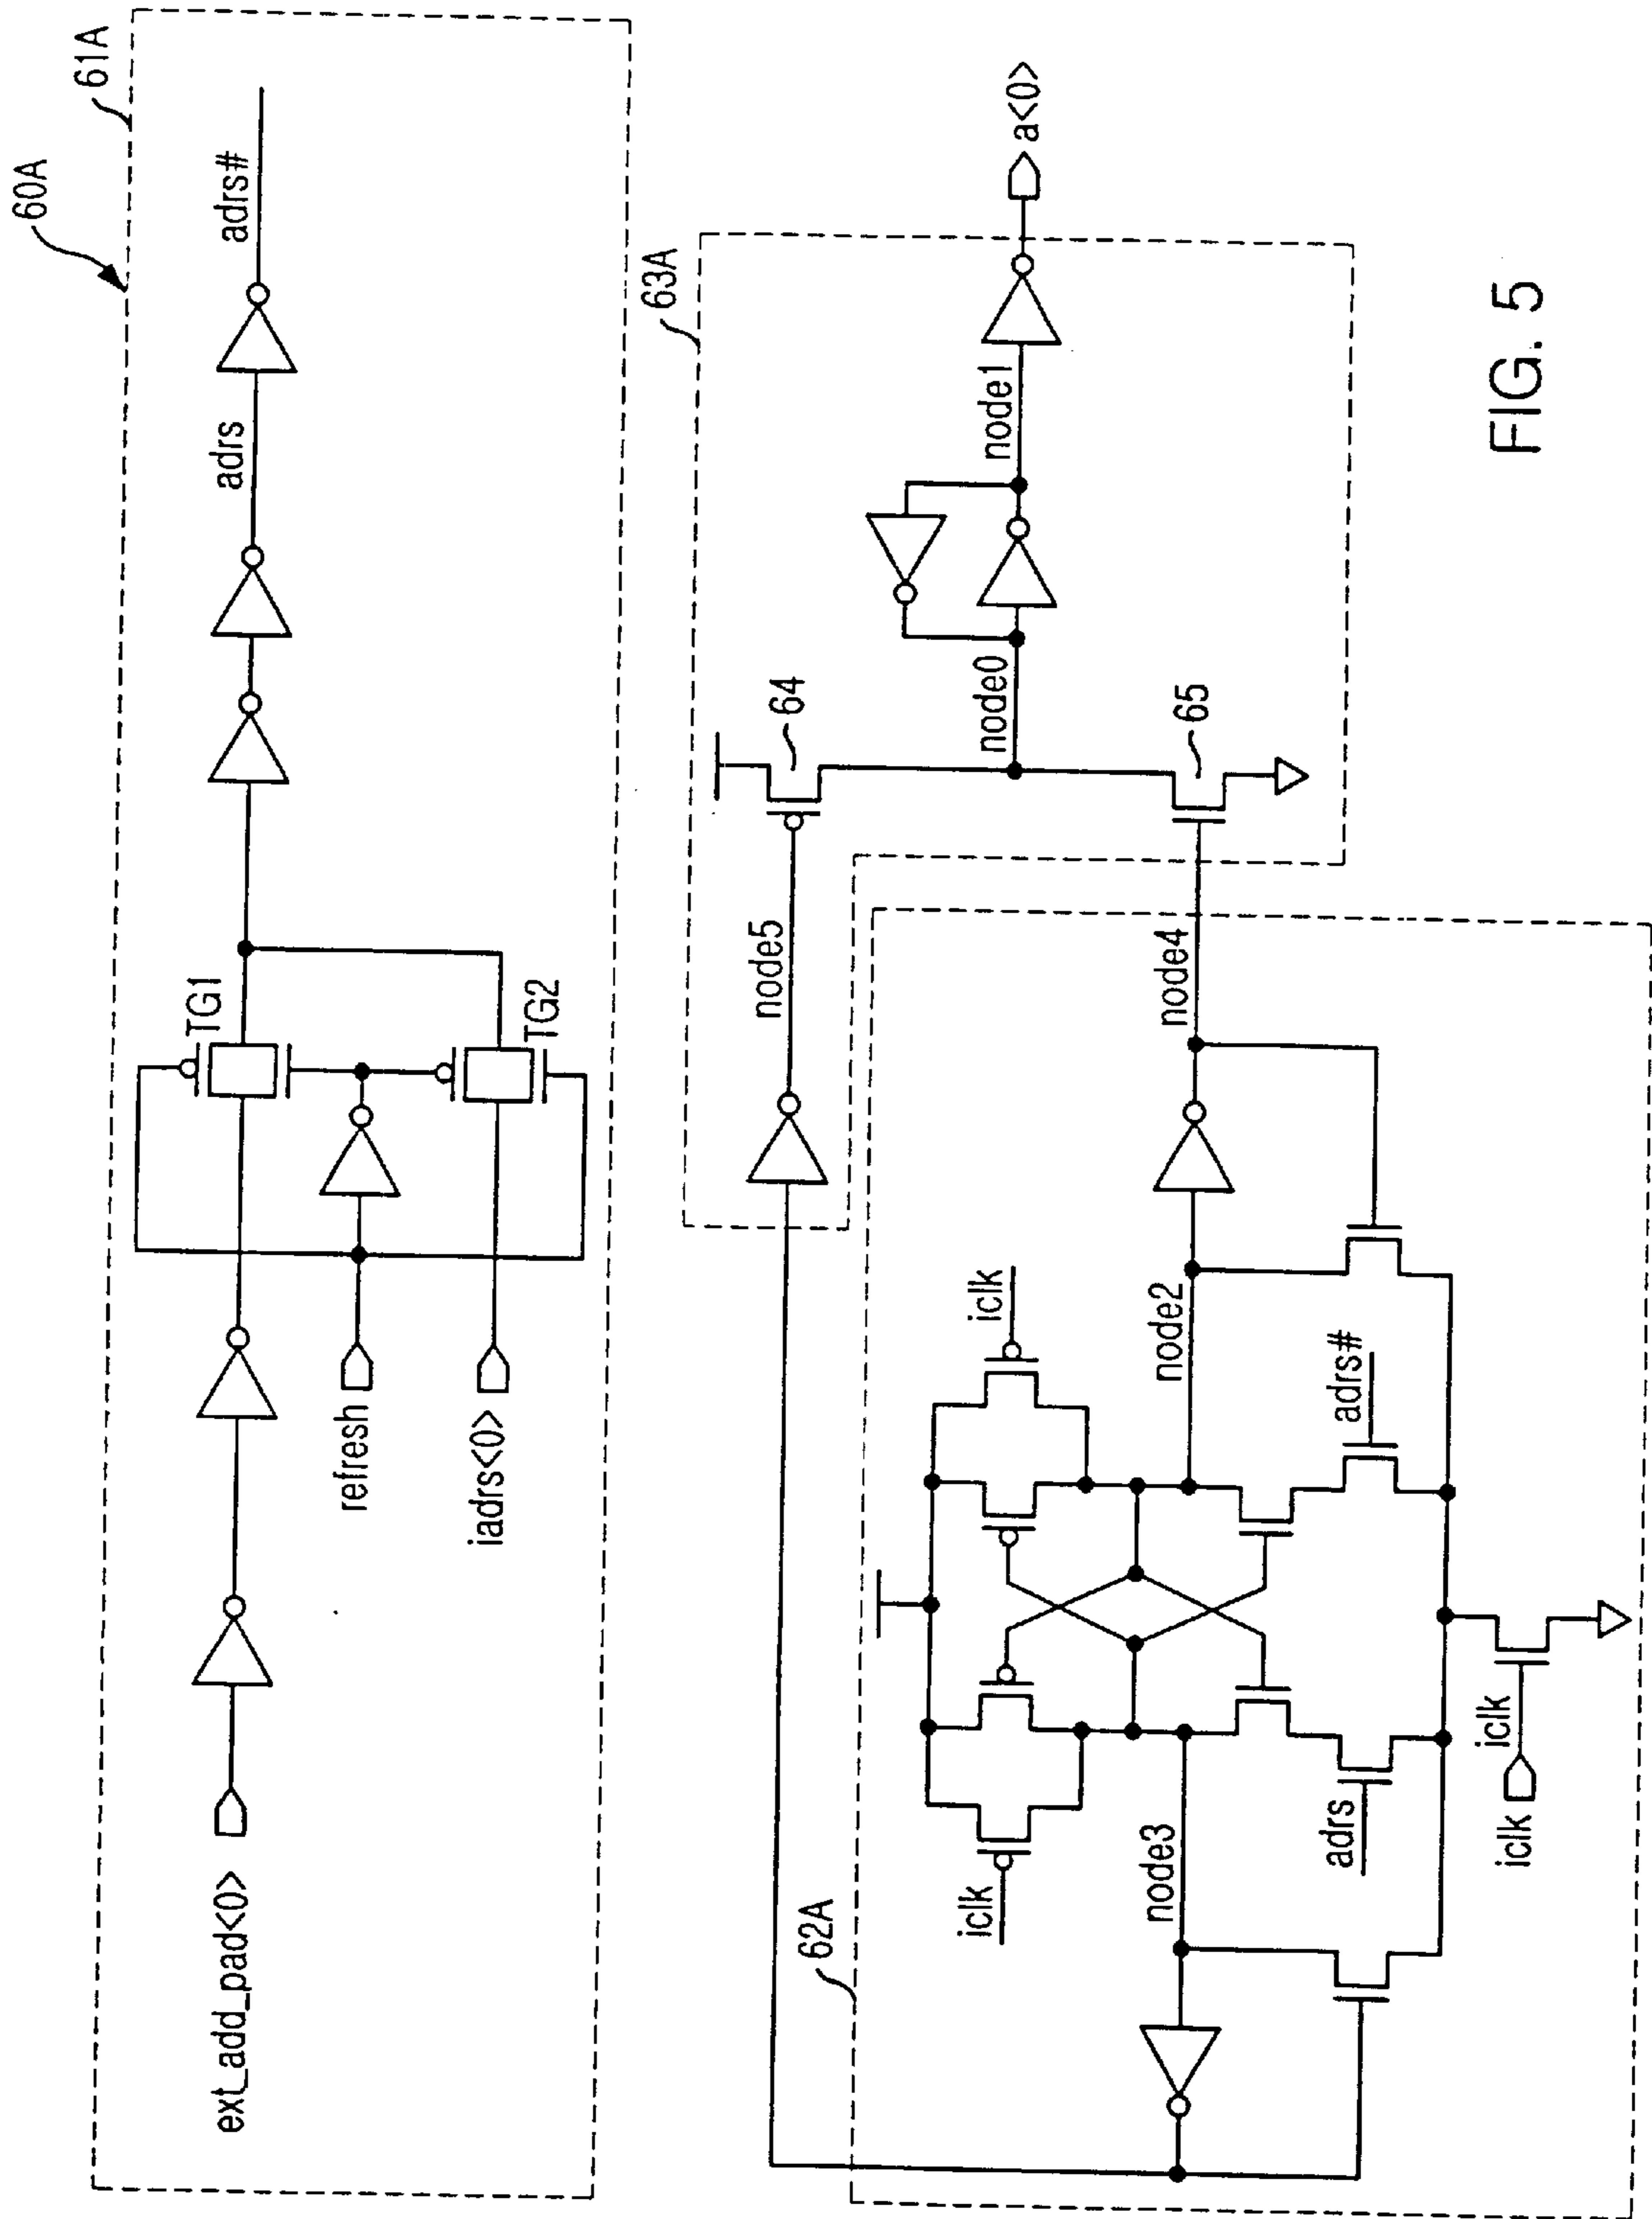 60A
61A
ext_add_pad<0>
refresh
iadrs<0>
TG1
TG2
adrs
adrs#
63A
node5
64
node0
node1
a<0>
65
62A
iclk
iclk
node3
node2
node4
adrs
adrs#
iclk
iclk
FIG. 5